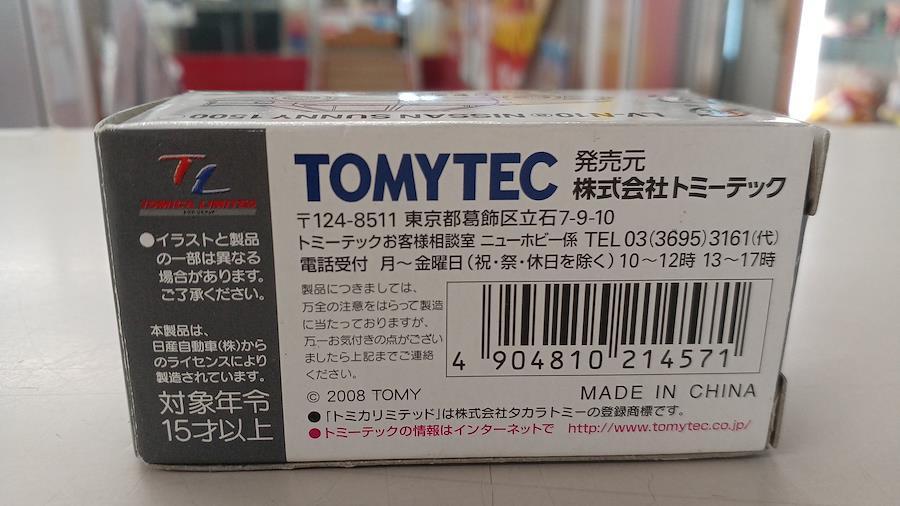 LV-N10a NISSAN SUNNY 1500
TL
TOMICA LIMITED
●イラストと製品
の一部は異なる
場合があります。
ご了承ください。
本製品は、
日産自動車(株)から
のライセンスにより
製造されています。
対象年令
15才以上
TOMYTEC 発売元
株式会社トミーテック
〒124-8511 東京都葛飾区立石7-9-10
トミーテックお客様相談室 ニューホビー係 TEL 03(3695)3161(代)
電話受付 月~金曜日(祝・祭・休日を除く)10~12時 13~17時
製品につきましては、
万全の注意をはらって製造
に当たっておりますが、
万一お気付きの点がござい
ましたら上記までご連絡
ください。
4 904810 214571
© 2008 TOMY MADE IN CHINA
●「トミカリミテッド」は株式会社タカラトミーの登録商標です。
●トミーテックの情報はインターネットで http://www.tomytec.co.jp/